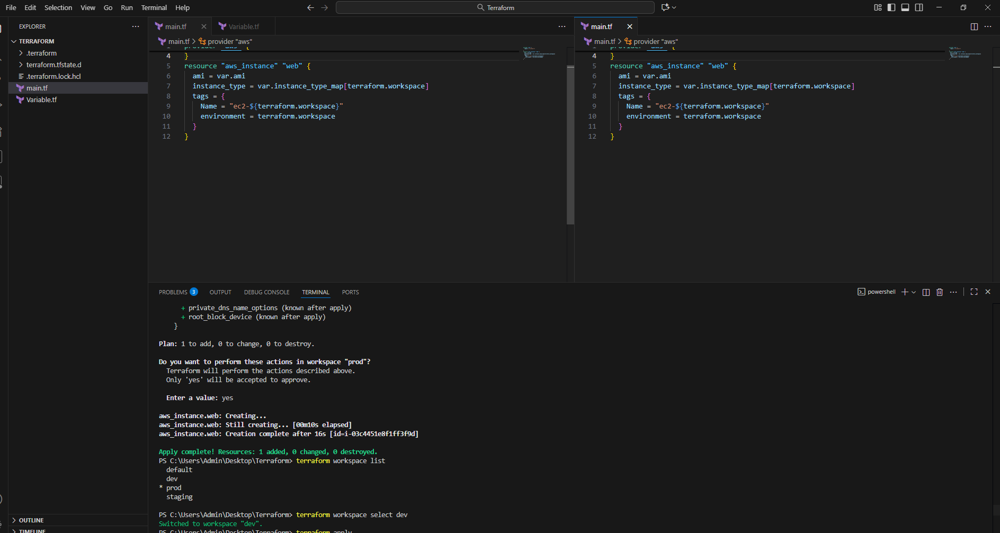 File Edit Selection View Go Run Terminal Help
Terraform
EXPLORER
TERRAFORM
.terraform
terraform.tfstate.d
.terraform.lock.hcl
main.tf
Variable.tf
OUTLINE
TIMELINE
main.tf Variable.tf
main.tf > provider "aws"
provider "aws" {
4 }
5 resource "aws_instance" "web" {
6 ami = var.ami
7 instance_type = var.instance_type_map[terraform.workspace]
8 tags = {
9 Name = "ec2-${terraform.workspace}"
10 environment = terraform.workspace
11 }
12 }
main.tf
main.tf > provider "aws"
provider "aws" {
4 }
5 resource "aws_instance" "web" {
6 ami = var.ami
7 instance_type = var.instance_type_map[terraform.workspace]
8 tags = {
9 Name = "ec2-${terraform.workspace}"
10 environment = terraform.workspace
11 }
12 }
PROBLEMS 3 OUTPUT DEBUG CONSOLE TERMINAL PORTS
powershell
+ private_dns_name_options (known after apply)
+ root_block_device (known after apply)
}
Plan: 1 to add, 0 to change, 0 to destroy.
Do you want to perform these actions in workspace "prod"?
Terraform will perform the actions described above.
Only 'yes' will be accepted to approve.
Enter a value: yes
aws_instance.web: Creating...
aws_instance.web: Still creating... [00m10s elapsed]
aws_instance.web: Creation complete after 16s [id=i-03c4451e8f1ff3f9d]
Apply complete! Resources: 1 added, 0 changed, 0 destroyed.
PS C:\Users\Admin\Desktop\Terraform> terraform workspace list
default
dev
* prod
staging
PS C:\Users\Admin\Desktop\Terraform> terraform workspace select dev
Switched to workspace "dev".
PS C:\Users\Admin\Desktop\Terraform> terraform apply